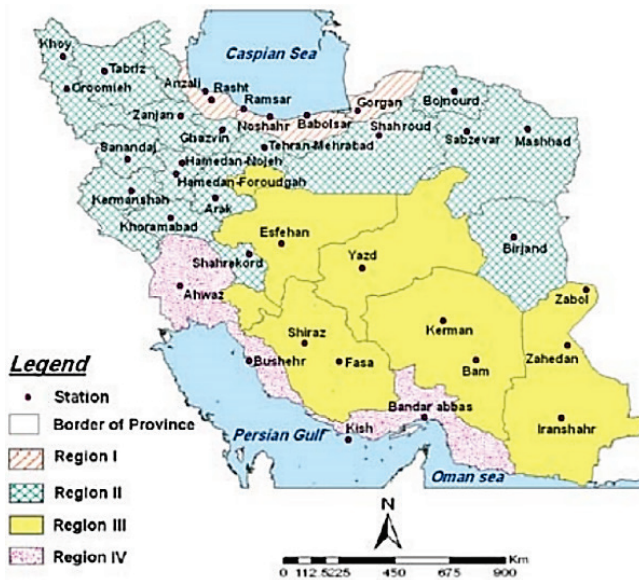 Caspian Sea
Khoy
Tabriz
Oroomieh
Anzali
Rasht
Ramsar
Gorgan
Bojnourd
Zanjan
Noshahr
Babolsar
Shahroud
Ghazvin
Sabzevar
Mashhad
Tehran-Mehrabad
Sanandaj
Hamedan-Nojeh
Hamedan-Foroudgah
Kermanshah
Arak
Khoramabad
Esfehan
Birjand
Shahrekord
Yazd
Ahwaz
Zabol
Kerman
Shiraz
Zahedan
Bushehr
Fasa
Bam
Bandar abbas
Iranshahr
Kish
Persian Gulf
Oman sea
Legend
Station
Border of Province
Region I
Region II
Region III
Region IV
N
Km
0 112.5225 450 675 900